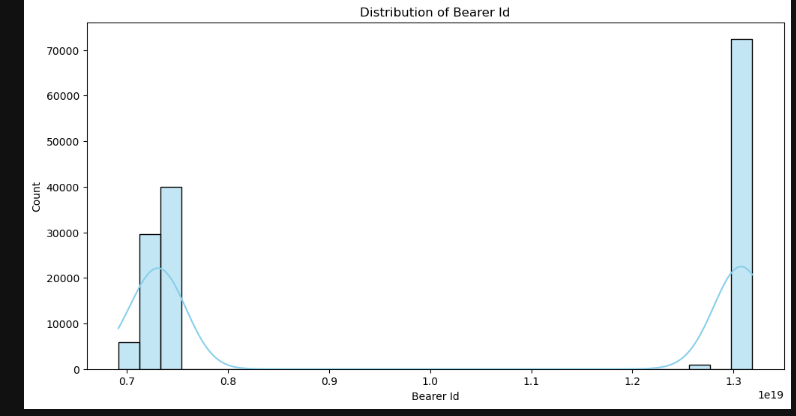 Distribution of Bearer Id
70000
60000
50000
40000
30000
20000
10000
0
Count
0.7 0.8 0.9 1.0 1.1 1.2 1.3
1e19
Bearer Id